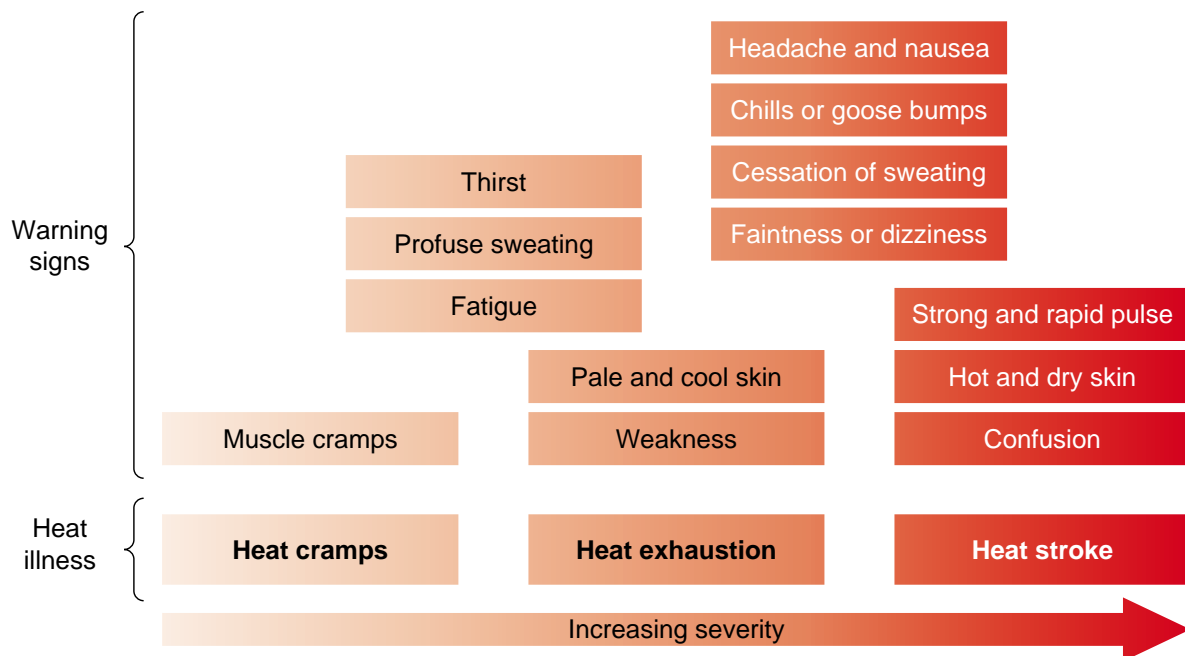 Headache and nausea
Chills or goose bumps
Thirst
Cessation of sweating
Warning
signs
Profuse sweating
Faintness or dizziness
Fatigue
Strong and rapid pulse
Pale and cool skin
Hot and dry skin
Muscle cramps
Weakness
Confusion
Heat
illness
Heat cramps
Heat exhaustion
Heat stroke
Increasing severity